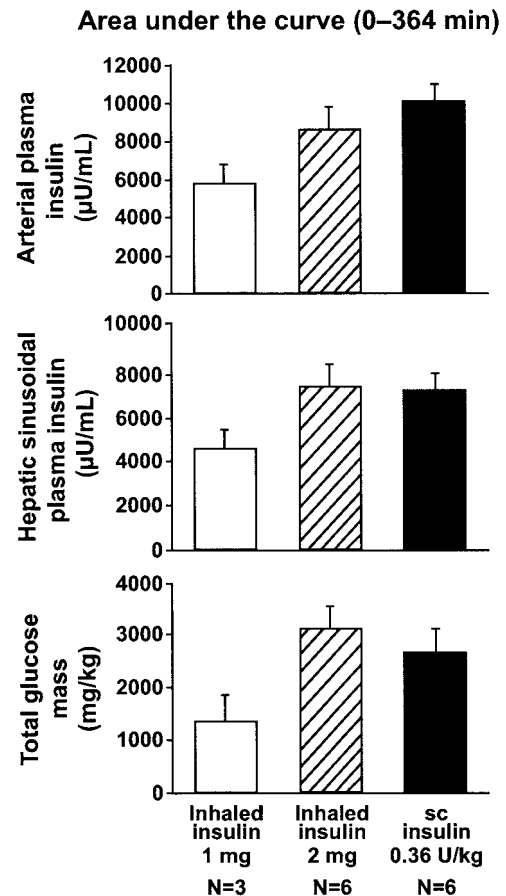 Area under the curve (0–364 min)
Arterial plasma
insulin
(µU/mL)
12000
10000
8000
6000
4000
2000
0
Hepatic sinusoidal
plasma insulin
(µU/mL)
10000
8000
6000
4000
2000
0
Total glucose
mass
(mg/kg)
4000
3000
2000
1000
0
Inhaled
insulin
1 mg
N=3
Inhaled
insulin
2 mg
N=6
sc
insulin
0.36 U/kg
N=6